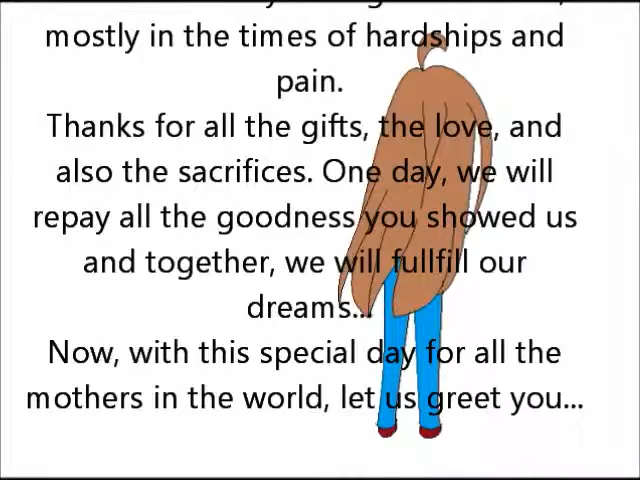 mostly in the times of hardships and
pain.
Thanks for all the gifts, the love, and
also the sacrifices. One day, we will
repay all the goodness you showed us
and together, we will fullfill our
dreams...
Now, with this special day for all the
mothers in the world, let us greet you...